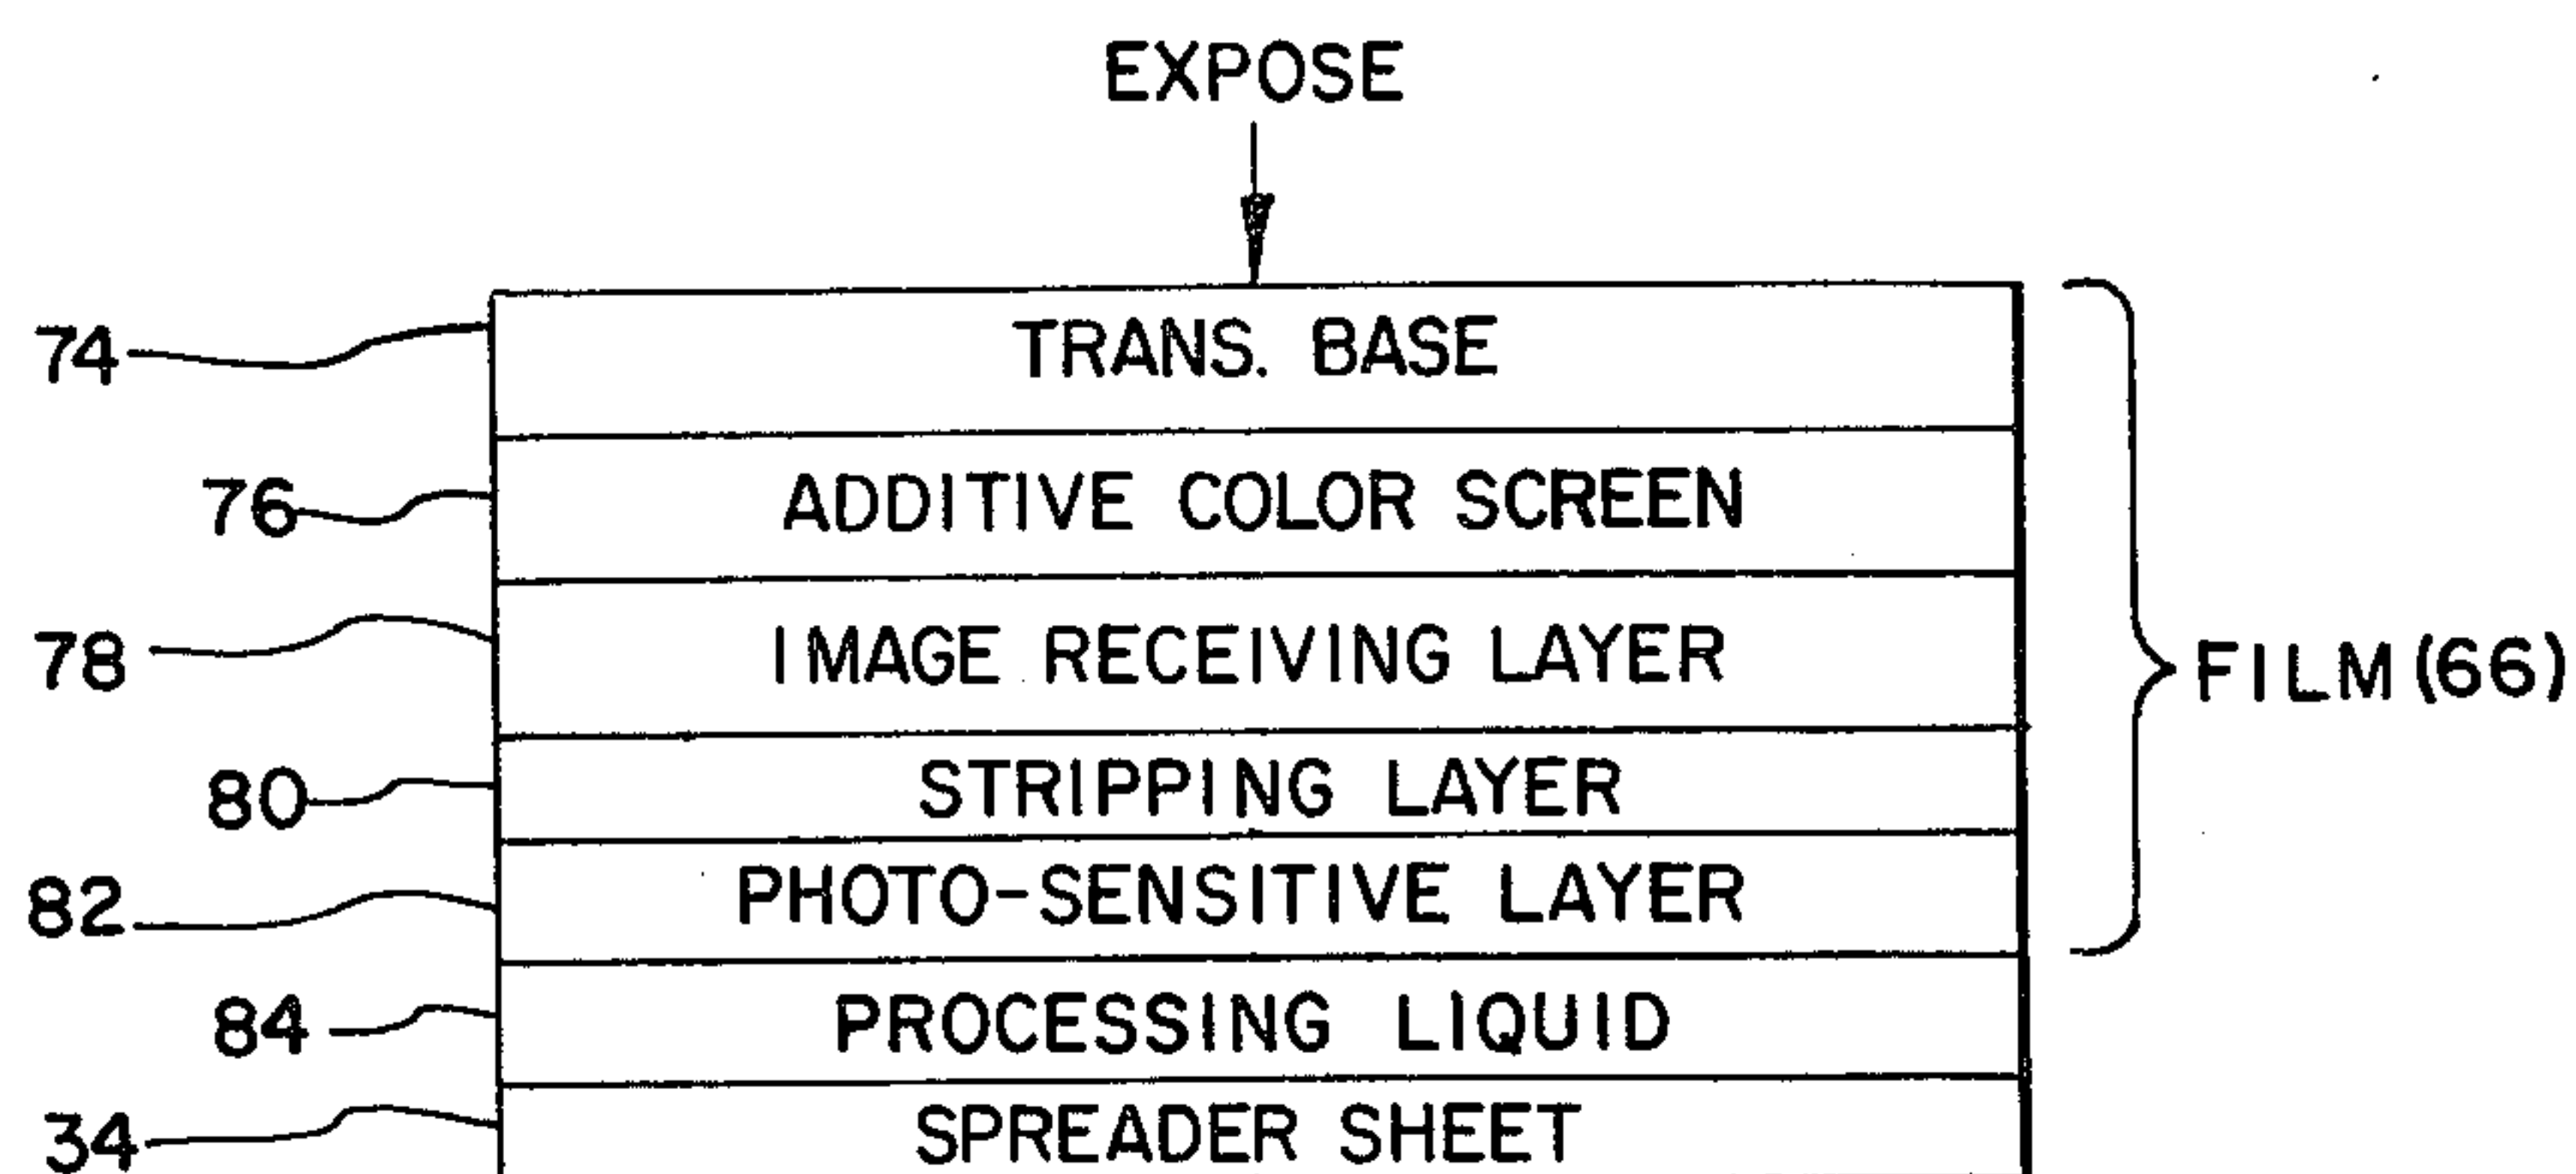 EXPOSE
74 TRANS. BASE
76 ADDITIVE COLOR SCREEN
78 IMAGE RECEIVING LAYER
FILM (66)
80 STRIPPING LAYER
82 PHOTO-SENSITIVE LAYER
84 PROCESSING LIQUID
34 SPREADER SHEET